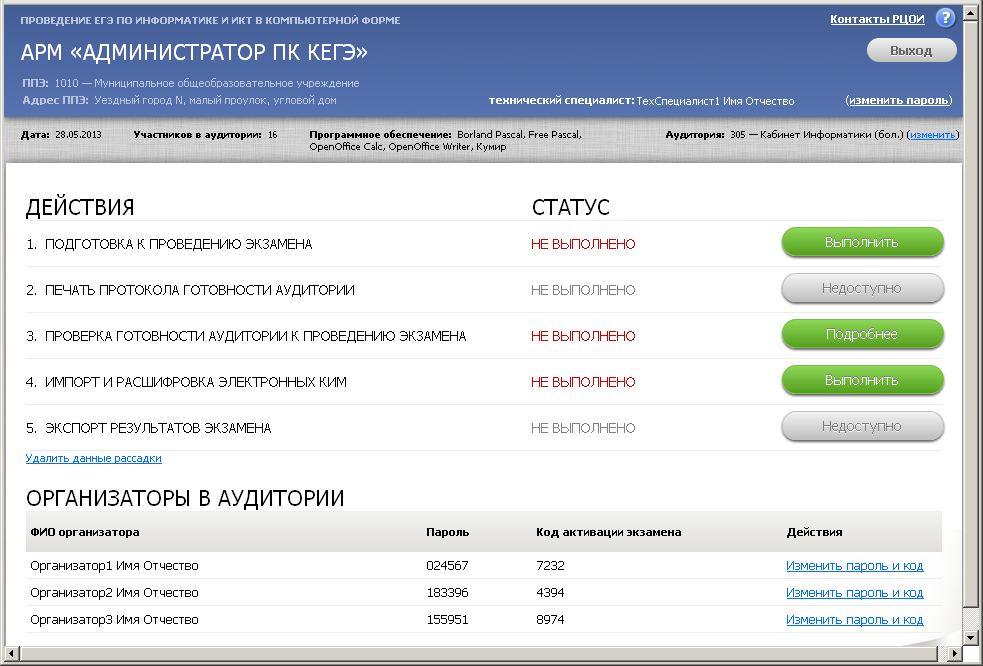 ПРОВЕДЕНИЕ ЕГЭ ПО ИНФОРМАТИКЕ И ИКТ В КОМПЬЮТЕРНОЙ ФОРМЕ
Контакты РЦОИ ?
АРМ «АДМИНИСТРАТОР ПК КЕГЭ»
Выход
ППЭ: 1010 — Муниципальное общеобразовательное учреждение
Адрес ППЭ: Уездный город N, малый проулок, угловой дом
технический специалист: ТехСпециалист1 Имя Отчество (изменить пароль)
Дата: 28.05.2013 Участников в аудитории: 16 Программное обеспечение: Borland Pascal, Free Pascal, Аудитория: 305 — Кабинет Информатики (бол.) (изменить)
OpenOffice Calc, OpenOffice Writer, Кумир
ДЕЙСТВИЯ СТАТУС
1. ПОДГОТОВКА К ПРОВЕДЕНИЮ ЭКЗАМЕНА НЕ ВЫПОЛНЕНО Выполнить
2. ПЕЧАТЬ ПРОТОКОЛА ГОТОВНОСТИ АУДИТОРИИ НЕ ВЫПОЛНЕНО Недоступно
3. ПРОВЕРКА ГОТОВНОСТИ АУДИТОРИИ К ПРОВЕДЕНИЮ ЭКЗАМЕНА НЕ ВЫПОЛНЕНО Подробнее
4. ИМПОРТ И РАСШИФРОВКА ЭЛЕКТРОННЫХ КИМ НЕ ВЫПОЛНЕНО Выполнить
5. ЭКСПОРТ РЕЗУЛЬТАТОВ ЭКЗАМЕНА НЕ ВЫПОЛНЕНО Недоступно
Удалить данные рассадки
ОРГАНИЗАТОРЫ В АУДИТОРИИ
ФИО организатора Пароль Код активации экзамена Действия
Организатор1 Имя Отчество 024567 7232 Изменить пароль и код
Организатор2 Имя Отчество 183396 4394 Изменить пароль и код
Организатор3 Имя Отчество 155951 8974 Изменить пароль и код